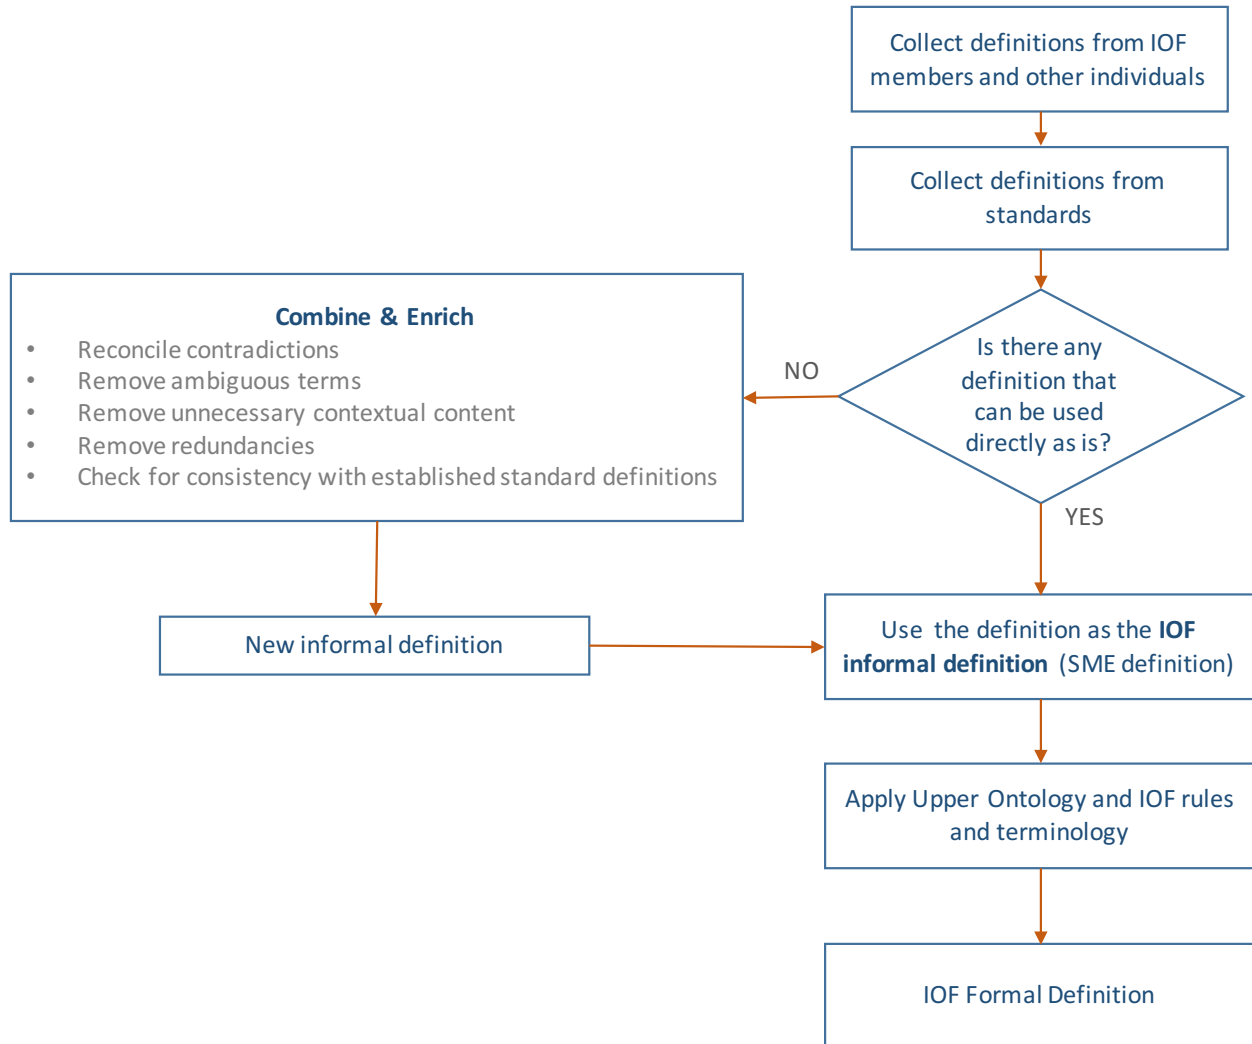 Collect definitions from IOF
members and other individuals
Collect definitions from
standards
Is there any
definition that
can be used
directly as is?
NO
YES
Combine & Enrich
• Reconcile contradictions
• Remove ambiguous terms
• Remove unnecessary contextual content
• Remove redundancies
• Check for consistency with established standard definitions
New informal definition
Use the definition as the IOF
informal definition (SME definition)
Apply Upper Ontology and IOF rules
and terminology
IOF Formal Definition